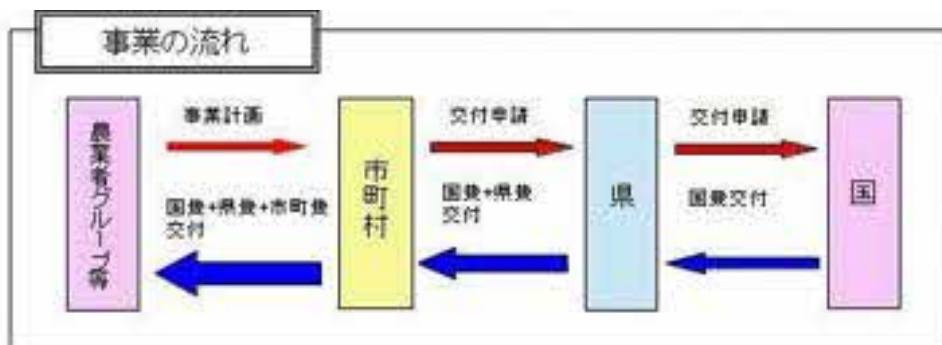 事業の流れ
農業者グループ等
事業計画
国費+県費+市町費
交付
市町村
交付申請
国費+県費
交付
県
交付申請
国費交付
国